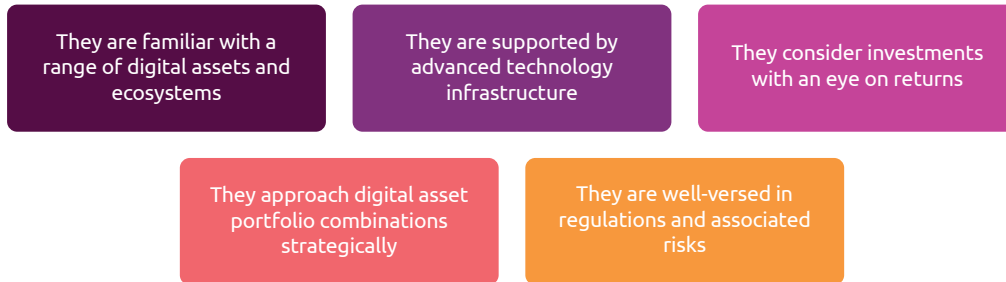 They are familiar with a
range of digital assets and
ecosystems
They are supported by
advanced technology
infrastructure
They consider investments
with an eye on returns
They approach digital asset
portfolio combinations
strategically
They are well-versed in
regulations and associated
risks